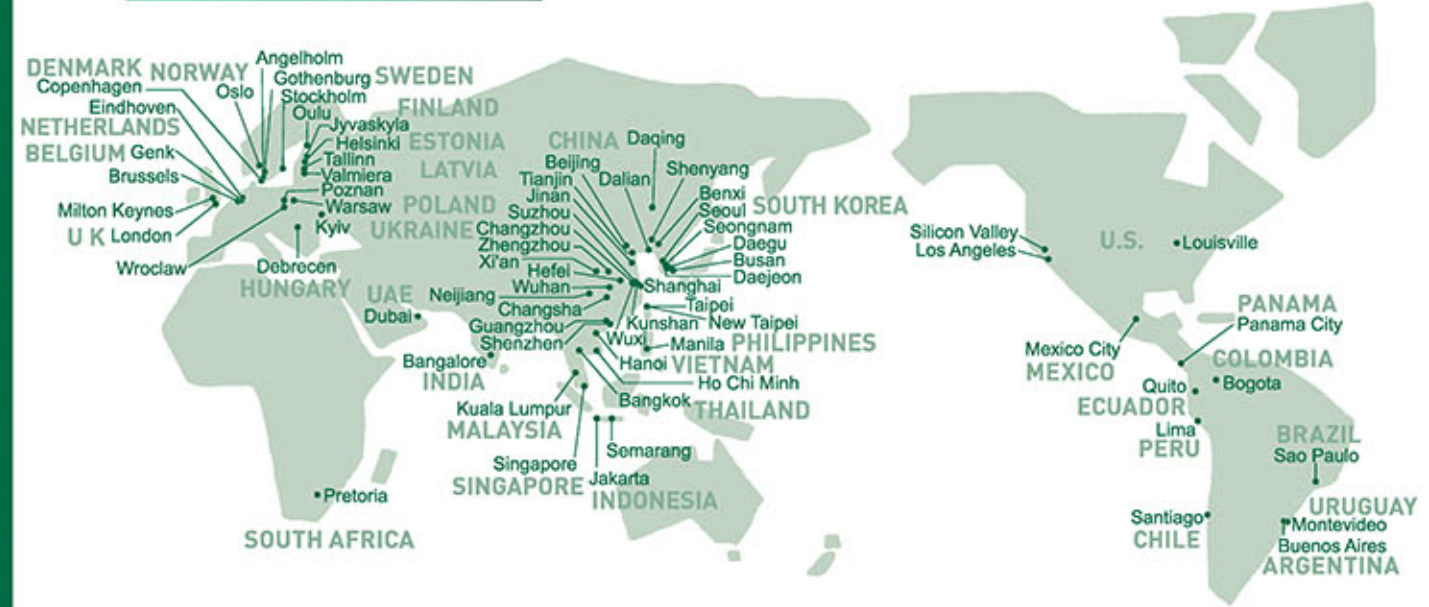 Angelholm
DENMARK NORWAY Gothenburg SWEDEN
Copenhagen Oslo Stockholm
Eindhoven Oulu FINLAND
NETHERLANDS Jyvaskyla
BELGIUM Genk Helsinki ESTONIA
Brussels Tallinn LATVIA
Valmiera
Poznan
Milton Keynes Warsaw POLAND
U K London Kyiv UKRAINE
Wroclaw Debrecen
HUNGARY
UAE
Dubai
CHINA Daqing
Beijing Shenyang
Tianjin Dalian
Jinan Benxi
Suzhou Seoul SOUTH KOREA
Changzhou Seongnam
Zhengzhou Daegu
Xi'an Busan
Hefei Daejeon
Wuhan Shanghai
Neijiang Taipei
Changsha
Guangzhou Kunshan New Taipei
Shenzhen Wuxi Manila PHILIPPINES
Bangalore Hanoi VIETNAM
INDIA Ho Chi Minh
Kuala Lumpur Bangkok THAILAND
MALAYSIA
Semarang
Singapore
SINGAPORE Jakarta
INDONESIA
Pretoria
SOUTH AFRICA
Silicon Valley U.S. Louisville
Los Angeles
PANAMA
Panama City
Mexico City
MEXICO COLOMBIA
Quito Bogota
ECUADOR
Lima
PERU BRAZIL
Sao Paulo
URUGUAY
Santiago Montevideo
CHILE Buenos Aires
ARGENTINA